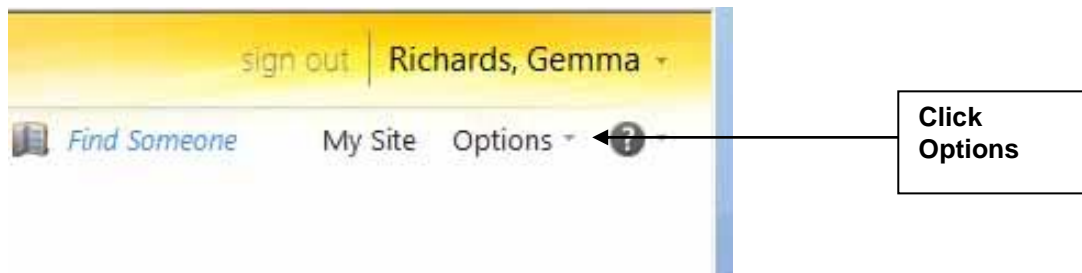 sign out Richards, Gemma
Find Someone My Site Options ?
Click
Options